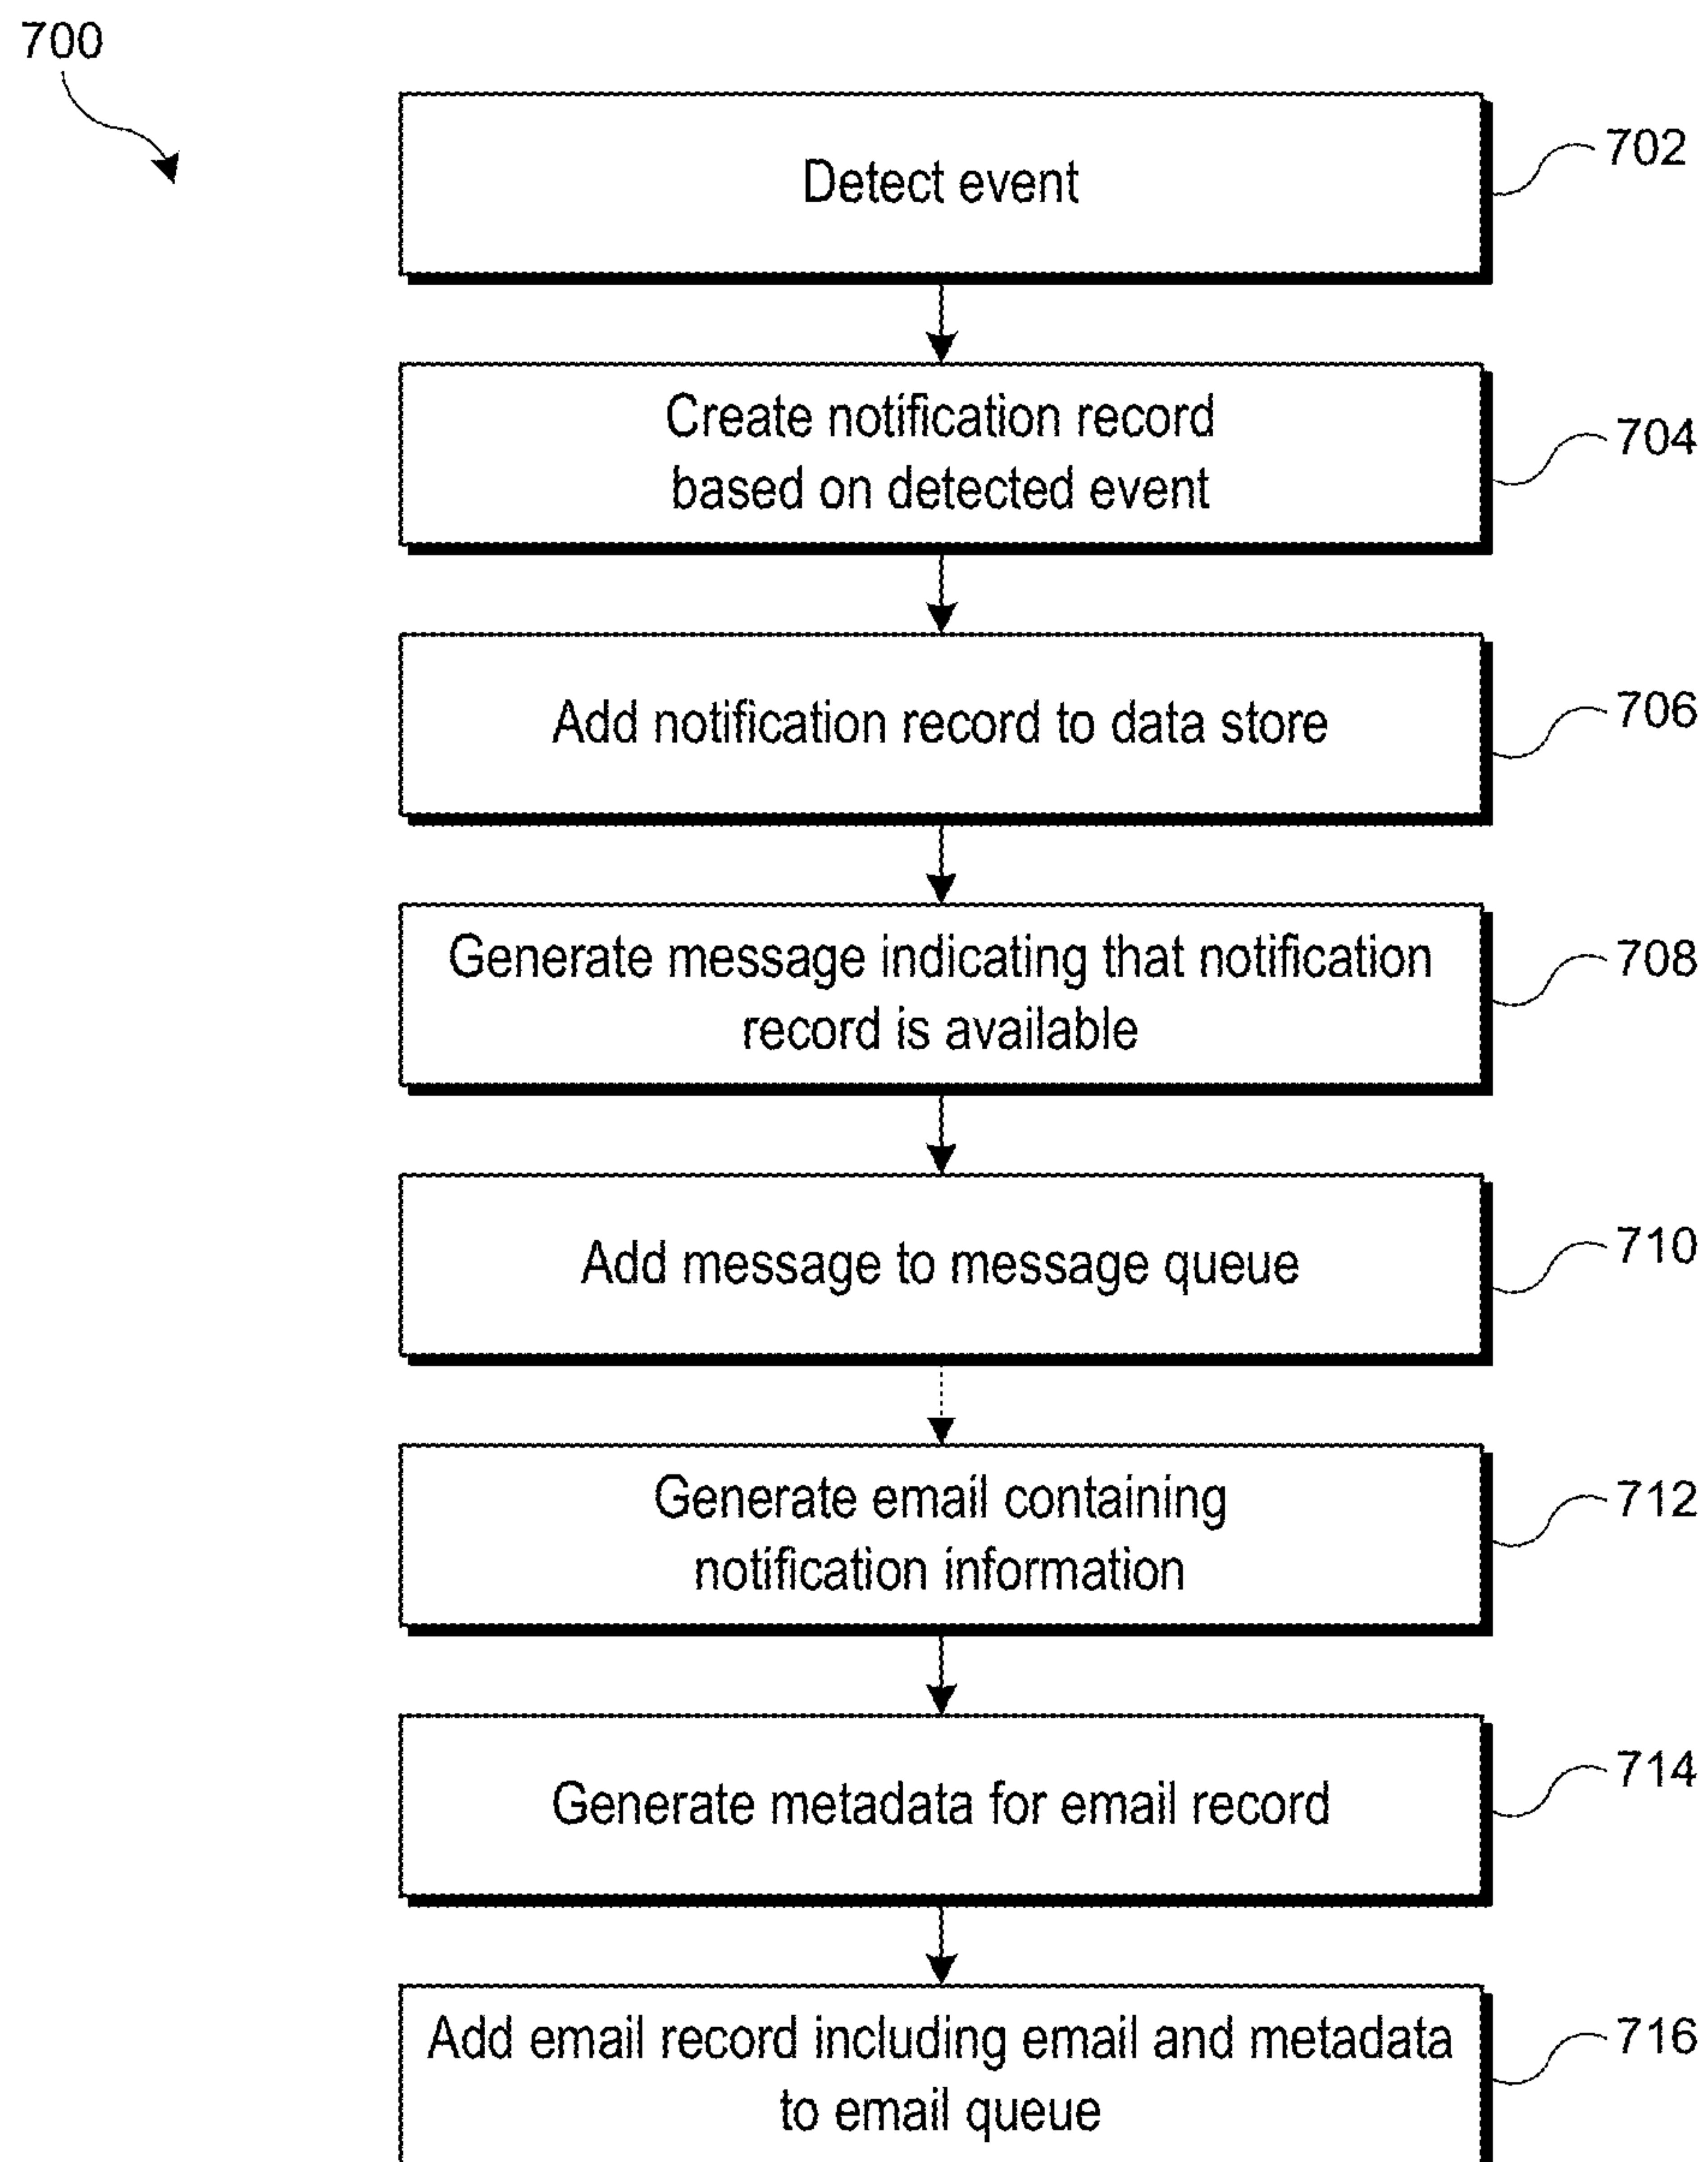 700
Detect event
702
Create notification record
based on detected event
704
Add notification record to data store
706
Generate message indicating that notification
record is available
708
Add message to message queue
710
Generate email containing
notification information
712
Generate metadata for email record
714
Add email record including email and metadata
to email queue
716